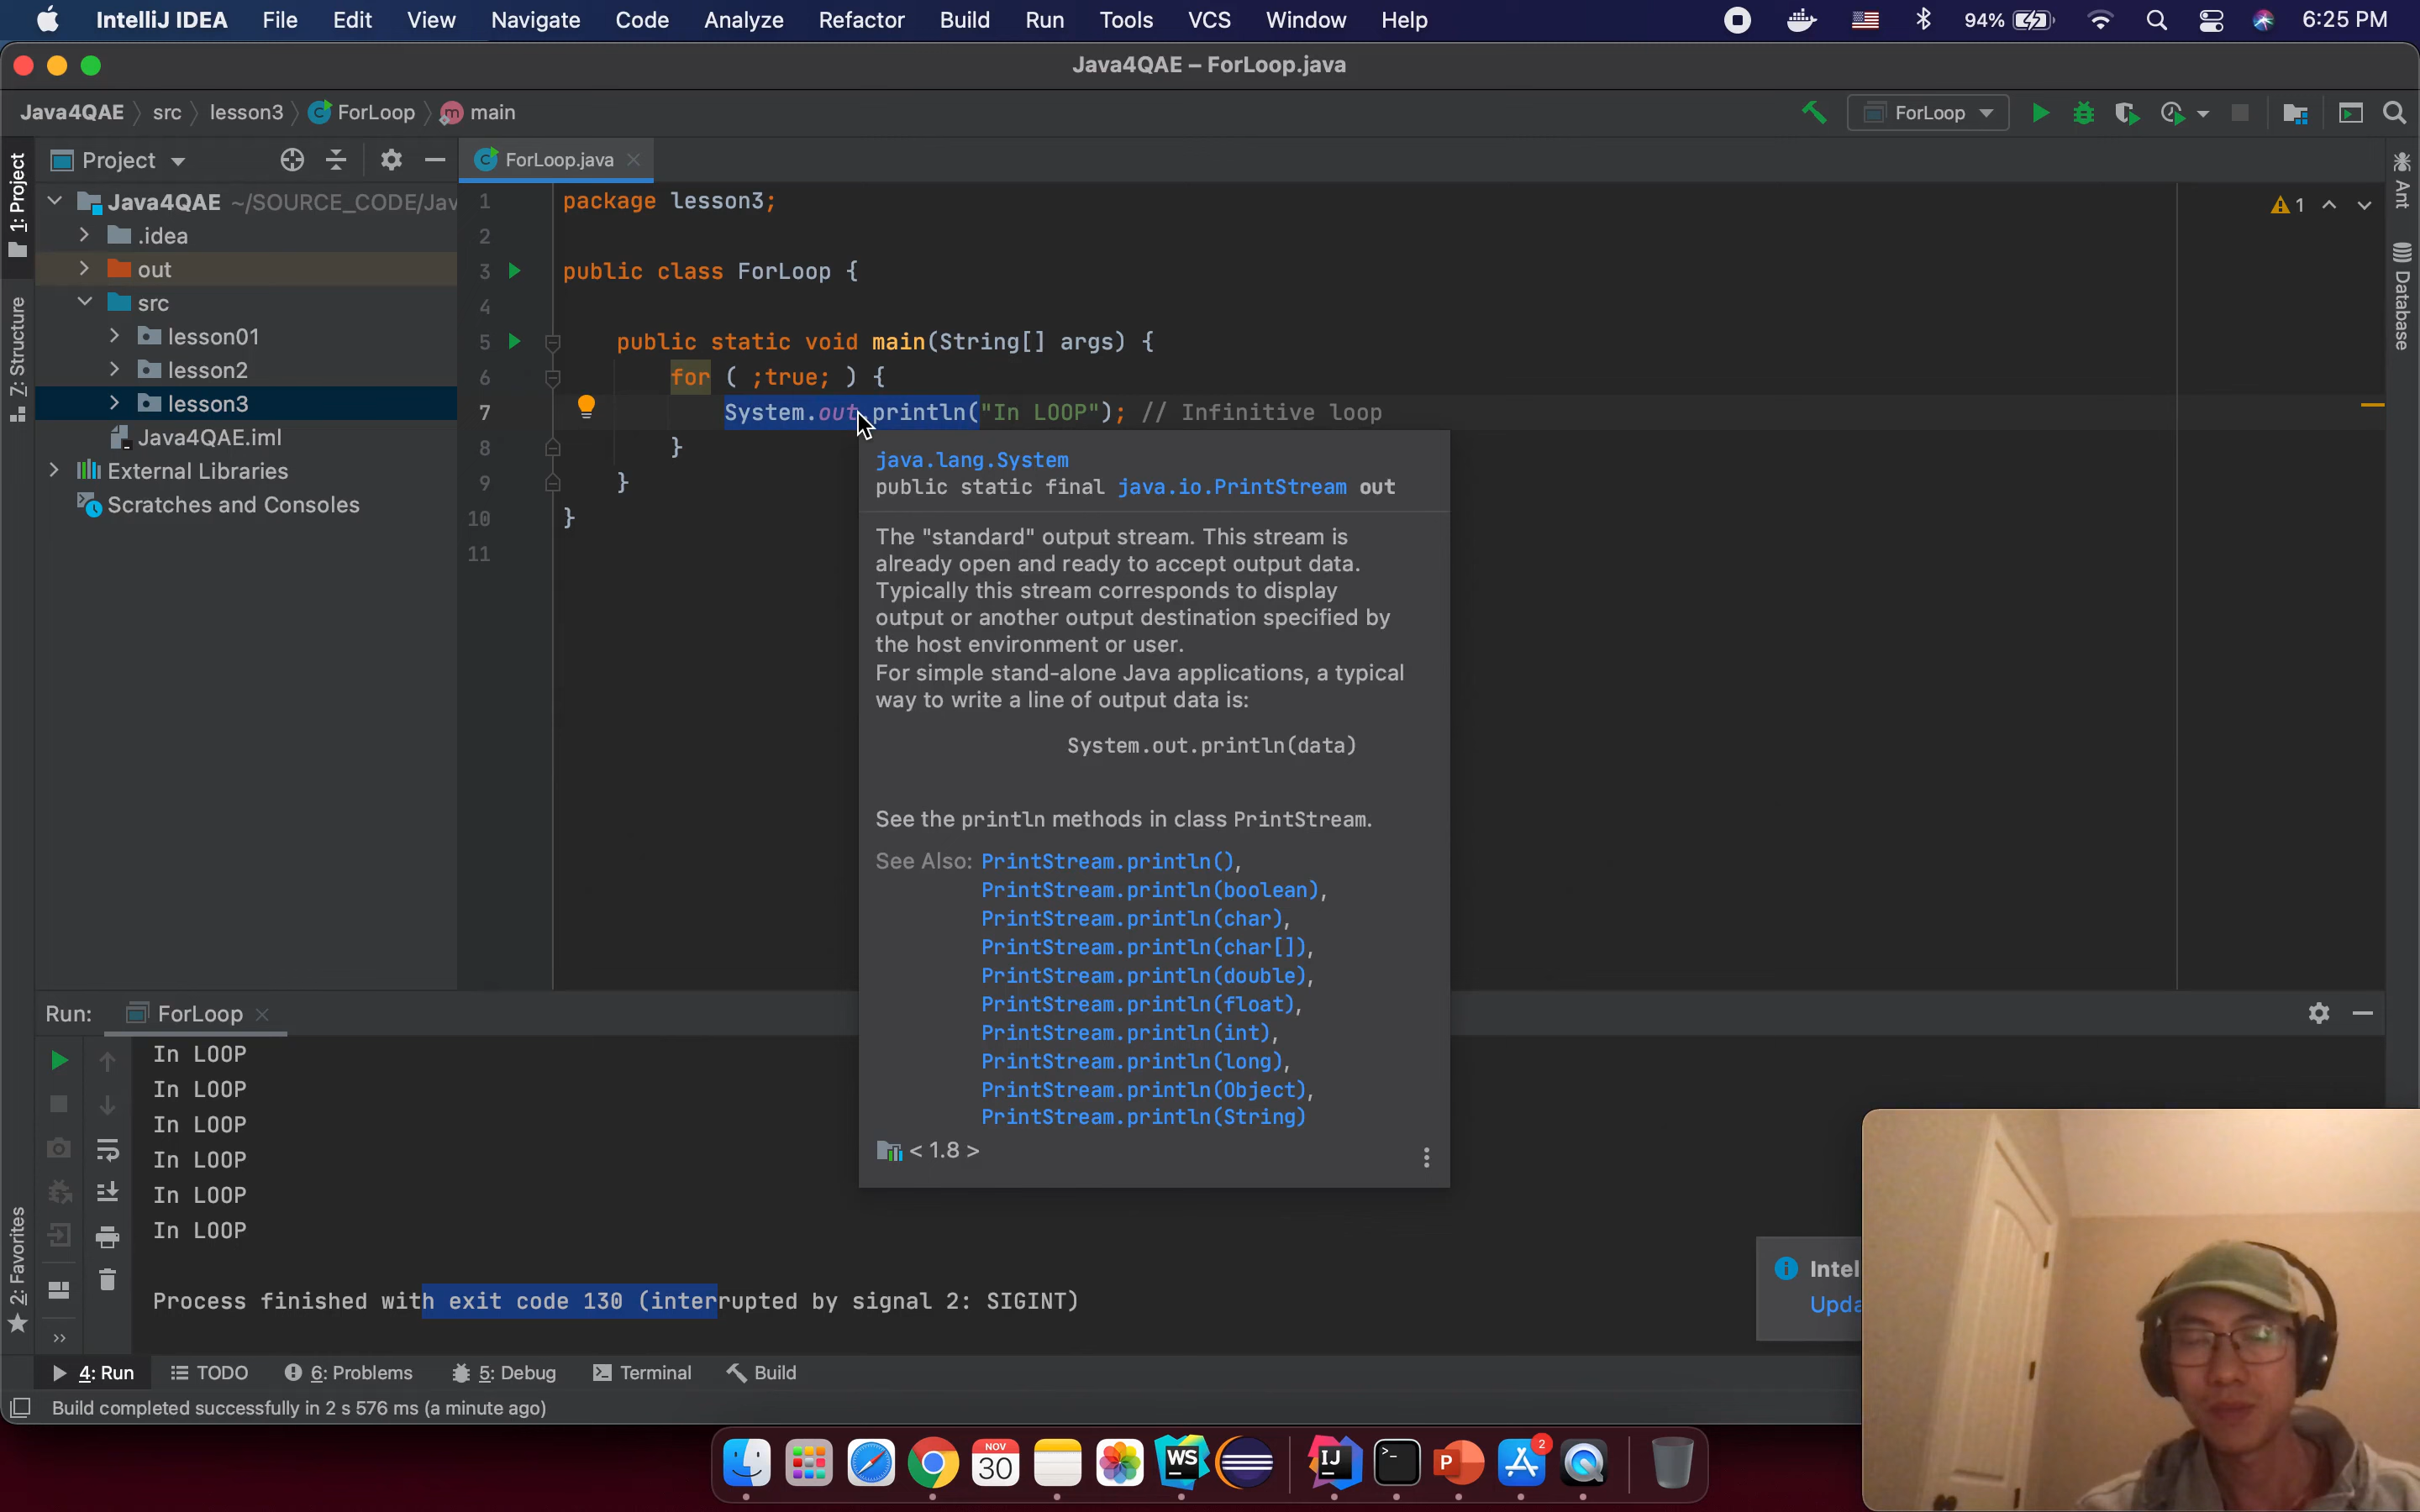 IntelliJ IDEA File Edit View Navigate Code Analyze Refactor Build Run Tools VCS Window Help 94% 6:25 PM
Java4QAE – ForLoop.java
Java4QAE src lesson3 ForLoop main ForLoop
Project ForLoop.java
1: Project
Z: Structure
2: Favorites
Ant
Database
Java4QAE ~/SOURCE_CODE/Jav
.idea
out
src
lesson01
lesson2
lesson3
Java4QAE.iml
External Libraries
Scratches and Consoles
1 package lesson3;
2
3 public class ForLoop {
4
5 public static void main(String[] args) {
6 for ( ;true; ) {
7 System.out.println("In LOOP"); // Infinitive loop
8 }
9 }
10 }
11
1
java.lang.System
public static final java.io.PrintStream out
The "standard" output stream. This stream is
already open and ready to accept output data.
Typically this stream corresponds to display
output or another output destination specified by
the host environment or user.
For simple stand-alone Java applications, a typical
way to write a line of output data is:
System.out.println(data)
See the println methods in class PrintStream.
See Also: PrintStream.println(),
PrintStream.println(boolean),
PrintStream.println(char),
PrintStream.println(char[]),
PrintStream.println(double),
PrintStream.println(float),
PrintStream.println(int),
PrintStream.println(long),
PrintStream.println(Object),
PrintStream.println(String)
< 1.8 >
Run: ForLoop
In LOOP
In LOOP
In LOOP
In LOOP
In LOOP
In LOOP
Process finished with exit code 130 (interrupted by signal 2: SIGINT)
Intel
Upda
4: Run TODO 6: Problems 5: Debug Terminal Build
Build completed successfully in 2 s 576 ms (a minute ago)
NOV
30
WS
IJ
P
2